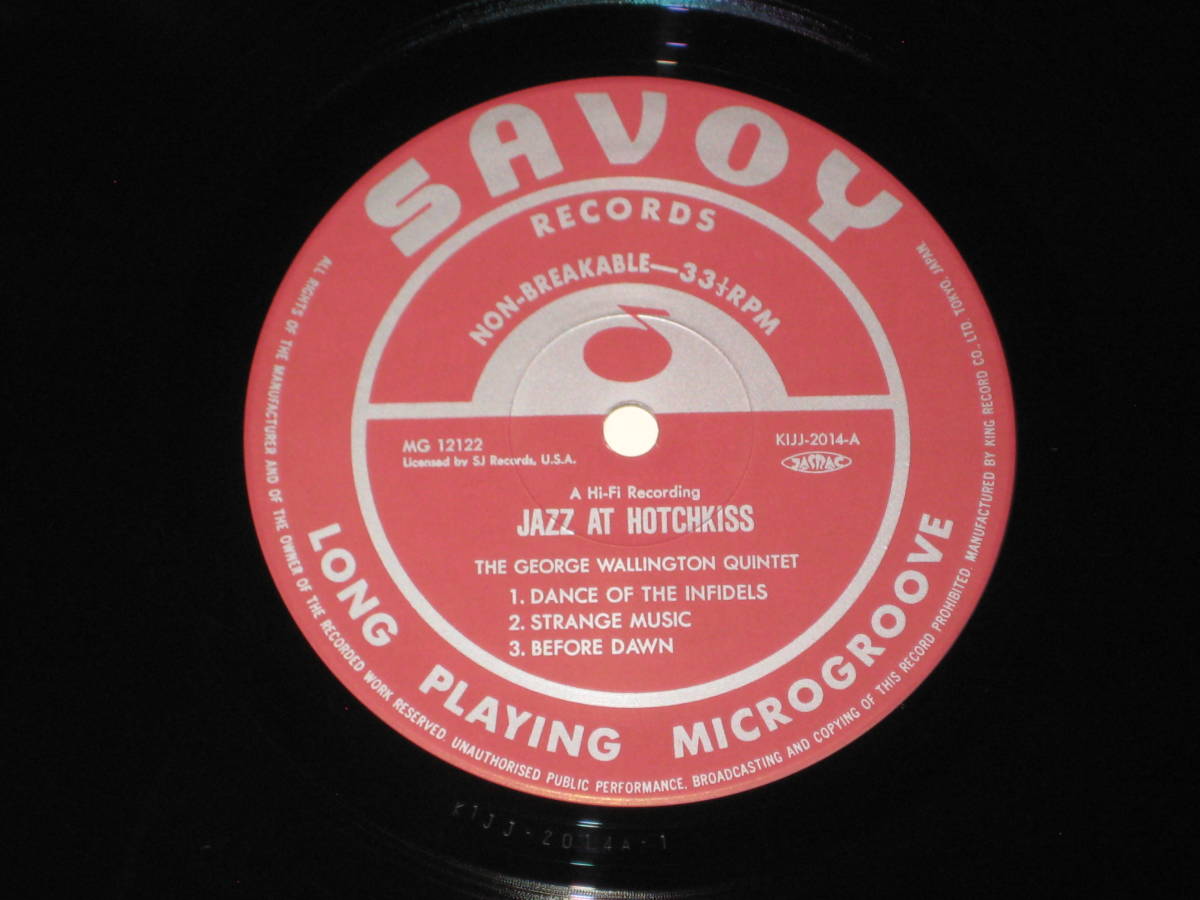 SAVOY
RECORDS
NON-BREAKABLE—33⅓RPM
MG 12122
Licensed by SJ Records, U.S.A.
KIJJ-2014-A
JASRAC
A Hi-Fi Recording
JAZZ AT HOTCHKISS
THE GEORGE WALLINGTON QUINTET
1. DANCE OF THE INFIDELS
2. STRANGE MUSIC
3. BEFORE DAWN
LONG PLAYING MICROGROOVE
ALL RIGHTS OF THE MANUFACTURER AND OF THE OWNER OF THE RECORDED WORK RESERVED. UNAUTHORISED PUBLIC PERFORMANCE, BROADCASTING AND COPYING OF THIS RECORD PROHIBITED. MANUFACTURED BY KING RECORD CO., LTD. TOKYO, JAPAN.
KIJJ-2014A-1